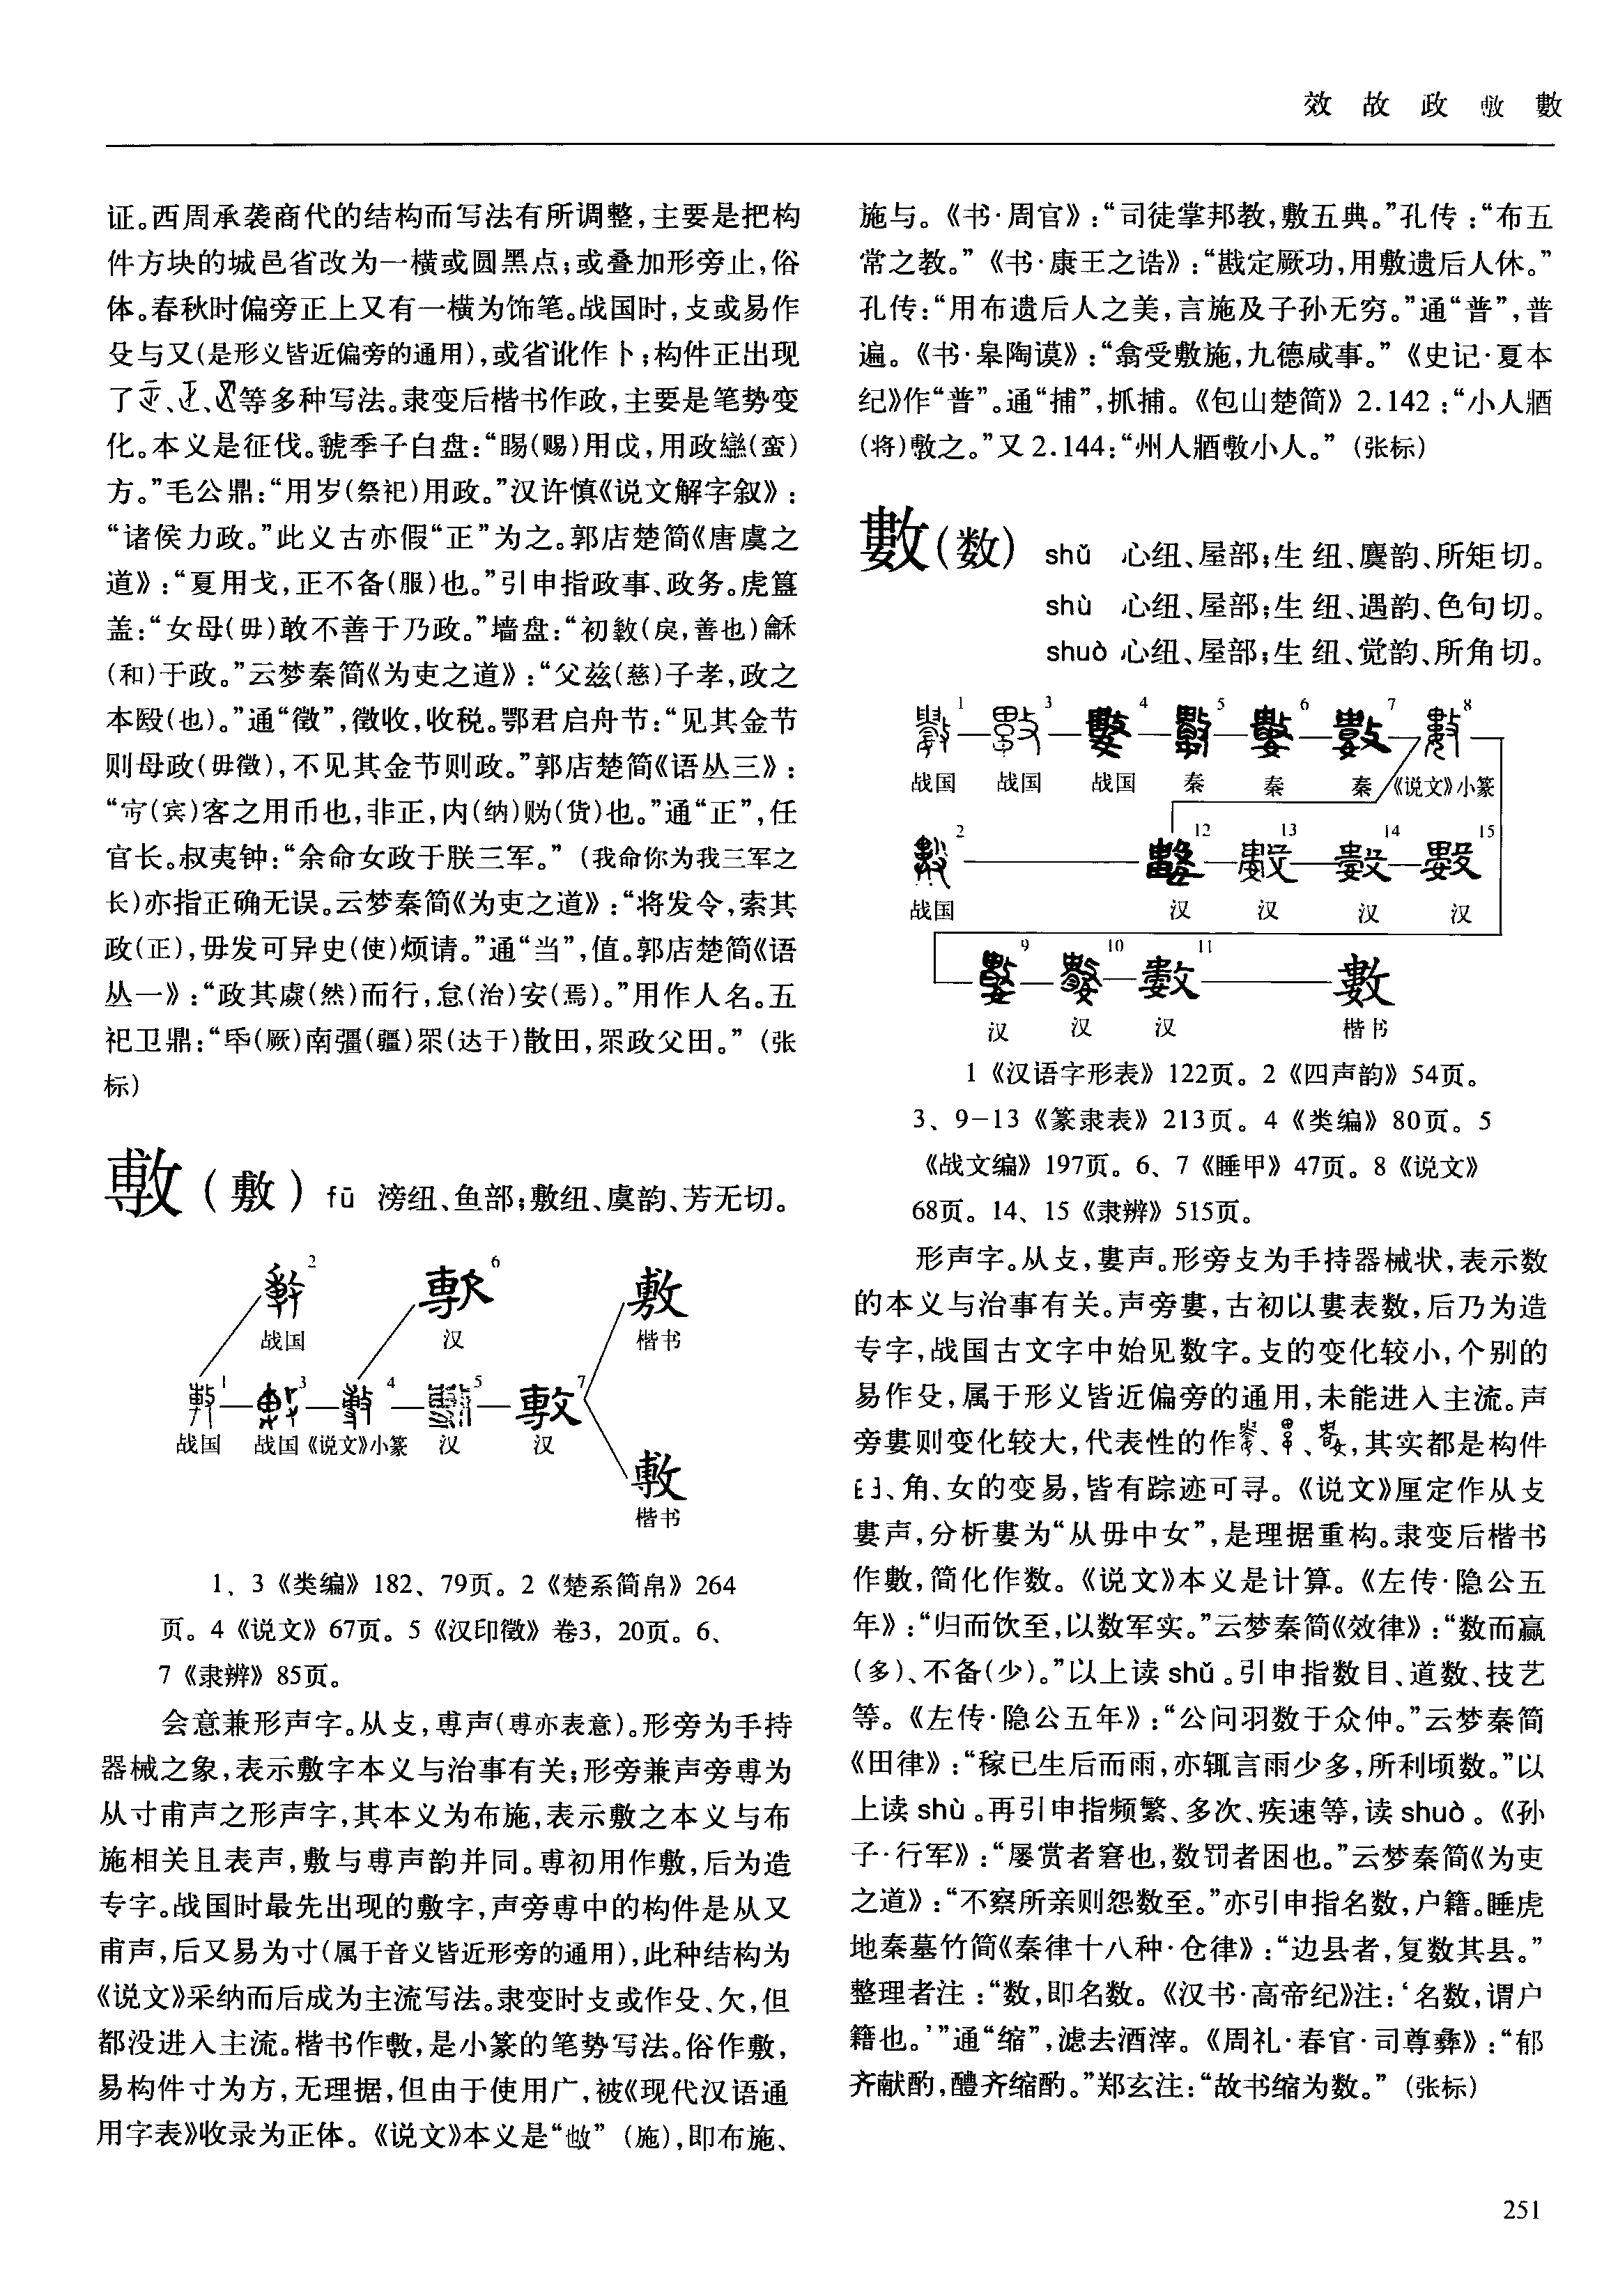 效 故 政 敷 數
证。西周承袭商代的结构而写法有所调整,主要是把构
件方块的城邑省改为一横或圆黑点;或叠加形旁止,俗
体。春秋时偏旁正上又有一横为饰笔。战国时,攴或易作
殳与又(是形义皆近偏旁的通用),或省讹作卜;构件正出现
了、、等多种写法。隶变后楷书作政,主要是笔势变
化。本义是征伐。虢季子白盘:“賜(赐)用戉,用政䜌(蛮)
方。”毛公鼎:“用岁(祭祀)用政。”汉许慎《说文解字叙》:
“诸侯力政。”此义古亦假“正”为之。郭店楚简《唐虞之
道》:“夏用戈,正不备(服)也。”引申指政事、政务。虎簋
盖:“女母(毋)敢不善于乃政。”墙盘:“初(戾,善也)龢
(和)于政。”云梦秦简《为吏之道》:“父兹(慈)子孝,政之
本殹(也)。”通“徵”,徵收,收税。鄂君启舟节:“见其金节
则母政(毋徵),不见其金节则政。”郭店楚简《语丛三》:
“(宾)客之用币也,非正,内(纳)(货)也。”通“正”,任
官长。叔夷钟:“余命女政于朕三军。”(我命你为我三军之
长)亦指正确无误。云梦秦简《为吏之道》:“将发令,索其
政(正),毋发可异史(使)烦请。”通“当”,值。郭店楚简《语
丛一》:“政其(然)而行,怠(治)安(焉)。”用作人名。五
祀卫鼎:“氒(厥)南彊(疆)眔(达于)散田,眔政父田。”(张
标)
敷(敷) fū 滂纽、鱼部;敷纽、虞韵、芳无切。
2 6
战国 汉 楷书
1 3 4 5 7
战国 战国《说文》小篆 汉 汉
楷书
1、3《类编》182、79页。2《楚系简帛》264
页。4《说文》67页。5《汉印徵》卷3,20页。6、
7《隶辨》85页。
会意兼形声字。从攴,尃声(尃亦表意)。形旁为手持
器械之象,表示敷字本义与治事有关;形旁兼声旁尃为
从寸甫声之形声字,其本义为布施,表示敷之本义与布
施相关且表声,敷与尃声韵并同。尃初用作敷,后为造
专字。战国时最先出现的敷字,声旁尃中的构件是从又
甫声,后又易为寸(属于音义皆近形旁的通用),此种结构为
《说文》采纳而后成为主流写法。隶变时攴或作殳、欠,但
都没进入主流。楷书作敷,是小篆的笔势写法。俗作敷,
易构件寸为方,无理据,但由于使用广,被《现代汉语通
用字表》收录为正体。《说文》本义是“㪃”(施),即布施、
施与。《书·周官》:“司徒掌邦教,敷五典。”孔传:“布五
常之教。”《书·康王之诰》:“戡定厥功,用敷遗后人休。”
孔传:“用布遗后人之美,言施及子孙无穷。”通“普”,普
遍。《书·皋陶谟》:“翕受敷施,九德咸事。”《史记·夏本
纪》作“普”。通“捕”,抓捕。《包山楚简》2.142:“小人
(将)敷之。”又2.144:“州人敷小人。”(张标)
數(数) shǔ 心纽、屋部;生纽、麌韵、所矩切。
shù 心纽、屋部;生纽、遇韵、色句切。
shuò 心纽、屋部;生纽、觉韵、所角切。
1 3 4 5 6 7 8
战国 战国 战国 秦 秦 秦 《说文》小篆
2 12 13 14 15
战国 汉 汉 汉 汉
9 10 11 數
汉 汉 汉 楷书
1《汉语字形表》122页。2《四声韵》54页。
3、9-13《篆隶表》213页。4《类编》80页。5
《战文编》197页。6、7《睡甲》47页。8《说文》
68页。14、15《隶辨》515页。
形声字。从攴,婁声。形旁攴为手持器械状,表示数
的本义与治事有关。声旁婁,古初以婁表数,后乃为造
专字,战国古文字中始见数字。攴的变化较小,个别的
易作殳,属于形义皆近偏旁的通用,未能进入主流。声
旁婁则变化较大,代表性的作、、,其实都是构件
、角、女的变易,皆有踪迹可寻。《说文》厘定作从攴
婁声,分析婁为“从毋中女”,是理据重构。隶变后楷书
作數,简化作数。《说文》本义是计算。《左传·隐公五
年》:“归而饮至,以数军实。”云梦秦简《效律》:“数而赢
(多)、不备(少)。”以上读 shǔ。引申指数目、道数、技艺
等。《左传·隐公五年》:“公问羽数于众仲。”云梦秦简
《田律》:“稼已生后而雨,亦辄言雨少多,所利顷数。”以
上读 shù。再引申指频繁、多次、疾速等,读 shuò。《孙
子·行军》:“屡赏者窘也,数罚者困也。”云梦秦简《为吏
之道》:“不察所亲则怨数至。”亦引申指名数,户籍。睡虎
地秦墓竹简《秦律十八种·仓律》:“边县者,复数其县。”
整理者注:“数,即名数。《汉书·高帝纪》注:‘名数,谓户
籍也。’”通“缩”,滤去酒滓。《周礼·春官·司尊彝》:“郁
齐献酌,醴齐缩酌。”郑玄注:“故书缩为数。”(张标)
251